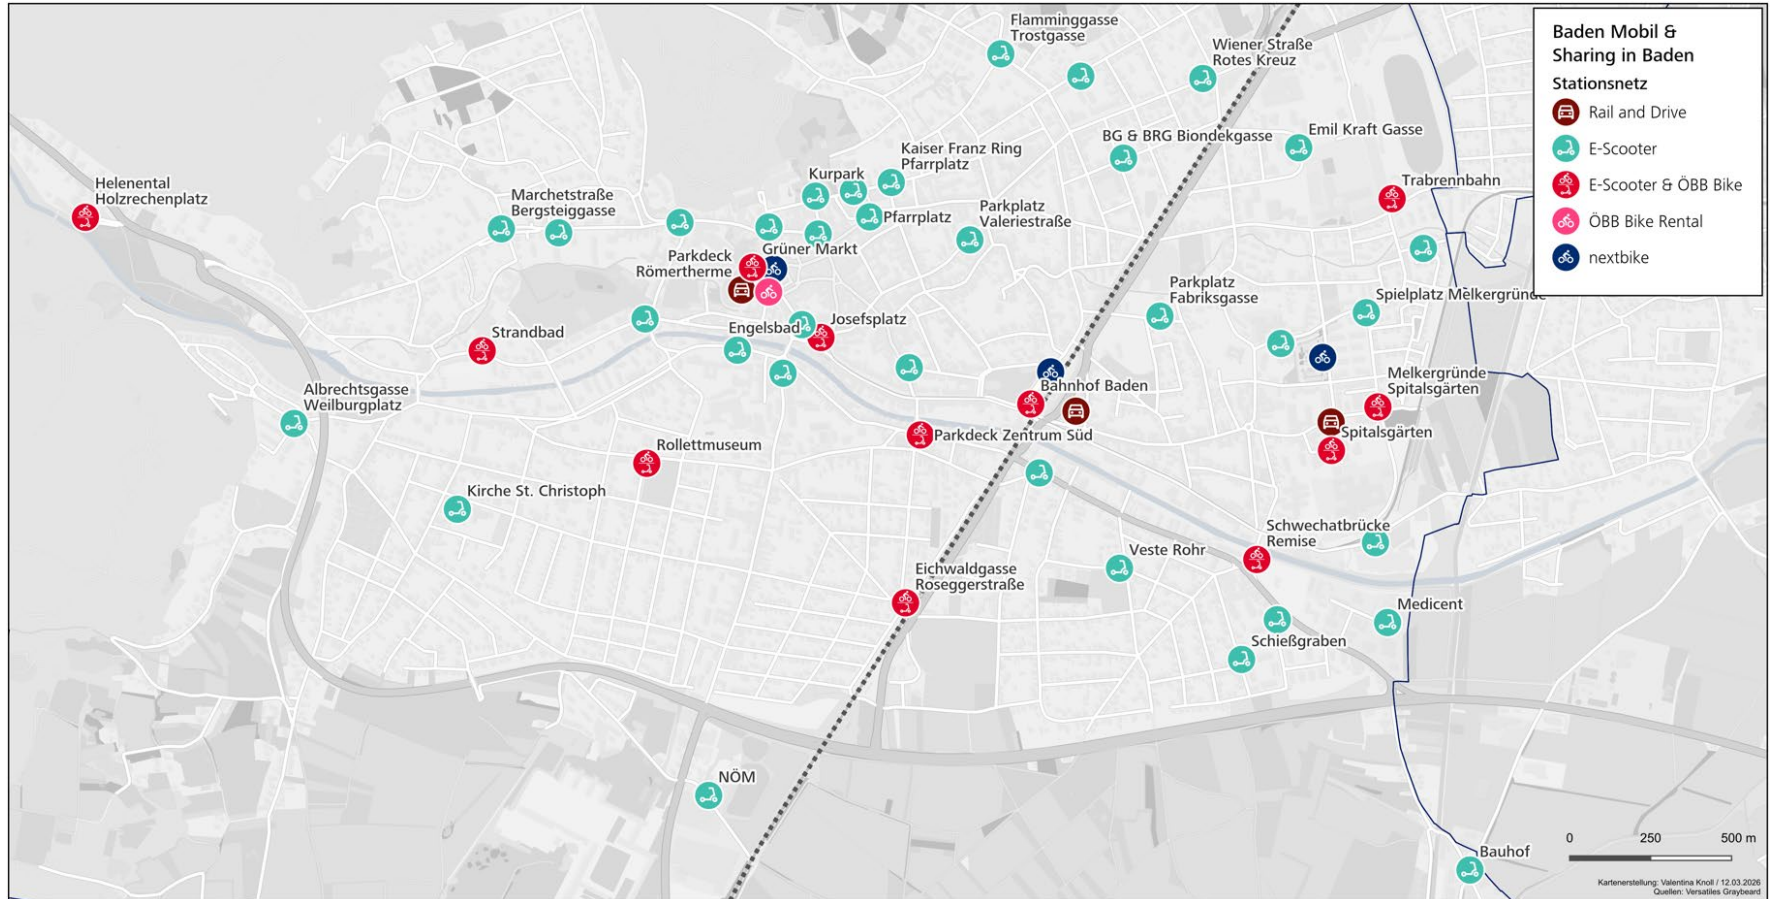 Flamminggasse
Trostgasse
Wiener Straße
Rotes Kreuz
Baden Mobil &
Sharing in Baden
Stationsnetz
Rail and Drive
E-Scooter
E-Scooter & ÖBB Bike
ÖBB Bike Rental
nextbike
BG & BRG Biondekgasse
Emil Kraft Gasse
Kaiser Franz Ring
Pfarrplatz
Kurpark
Trabrennbahn
Helenental
Holzrechenplatz
Marchetstraße
Bergsteiggasse
Pfarrplatz
Parkplatz
Valeriestraße
Grüner Markt
Parkdeck
Römertherme
Parkplatz
Fabriksgasse
Spielplatz Melkergründe
Josefsplatz
Engelsbad
Strandbad
Melkergründe
Spitalsgärten
Bahnhof Baden
Albrechtsgasse
Weilburgplatz
Spitalsgärten
Parkdeck Zentrum Süd
Rollettmuseum
Kirche St. Christoph
Schwechatbrücke
Remise
Veste Rohr
Eichwaldgasse
Roseggerstraße
Medicent
Schießgraben
NÖM
0 250 500 m
Bauhof
Kartenerstellung: Valentina Knoll / 12.03.2026
Quellen: Versatiles Graybeard